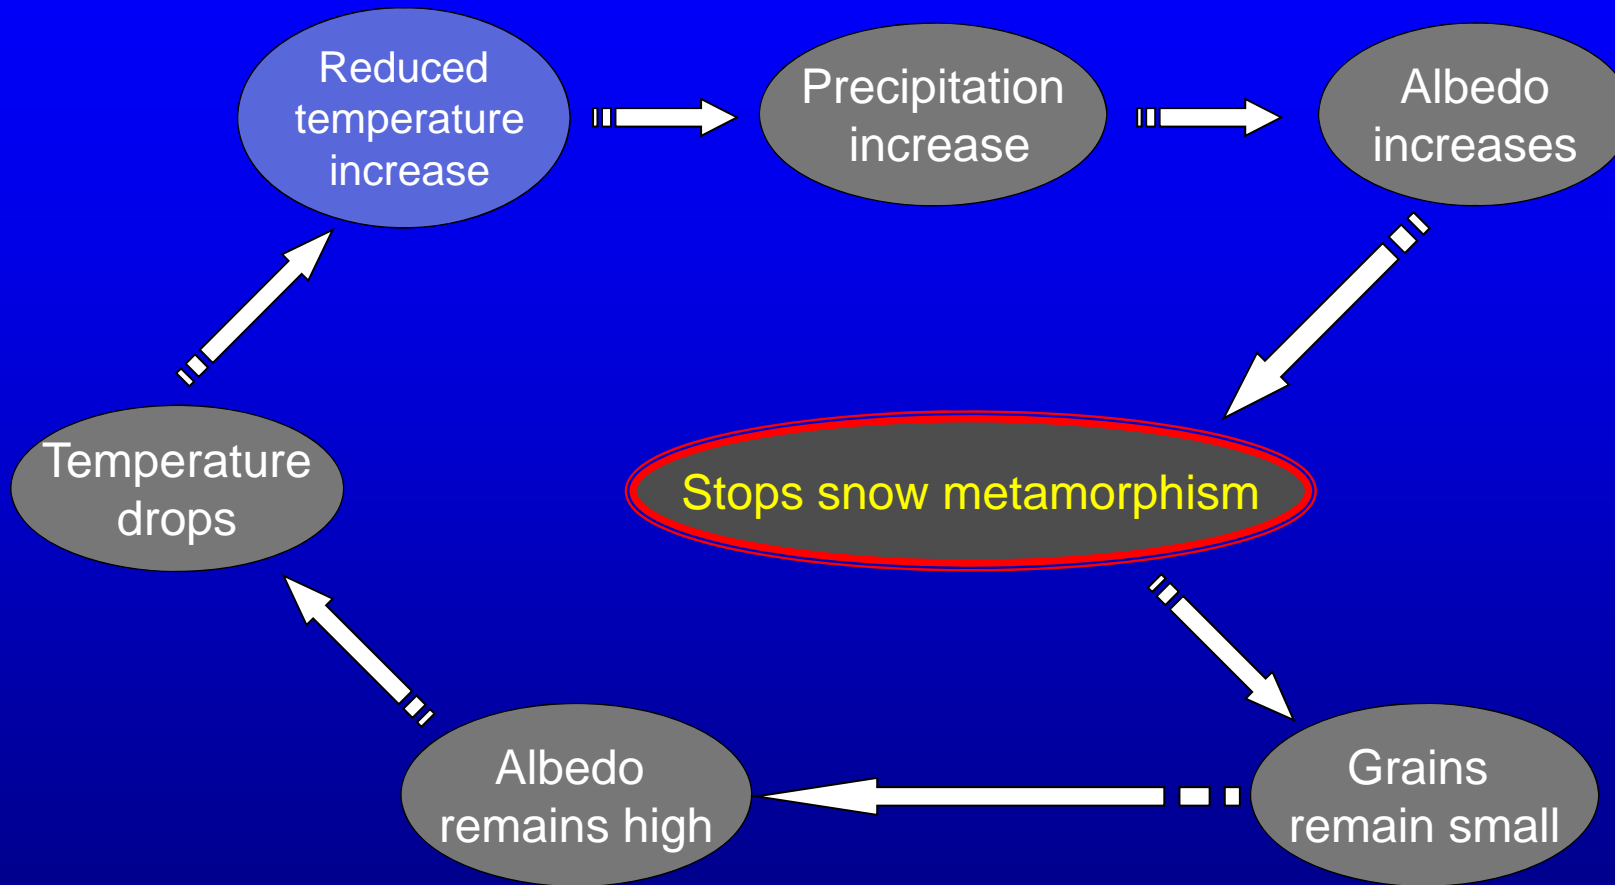 Reduced
temperature
increase
Precipitation
increase
Albedo
increases
Stops snow metamorphism
Grains
remain small
Albedo
remains high
Temperature
drops